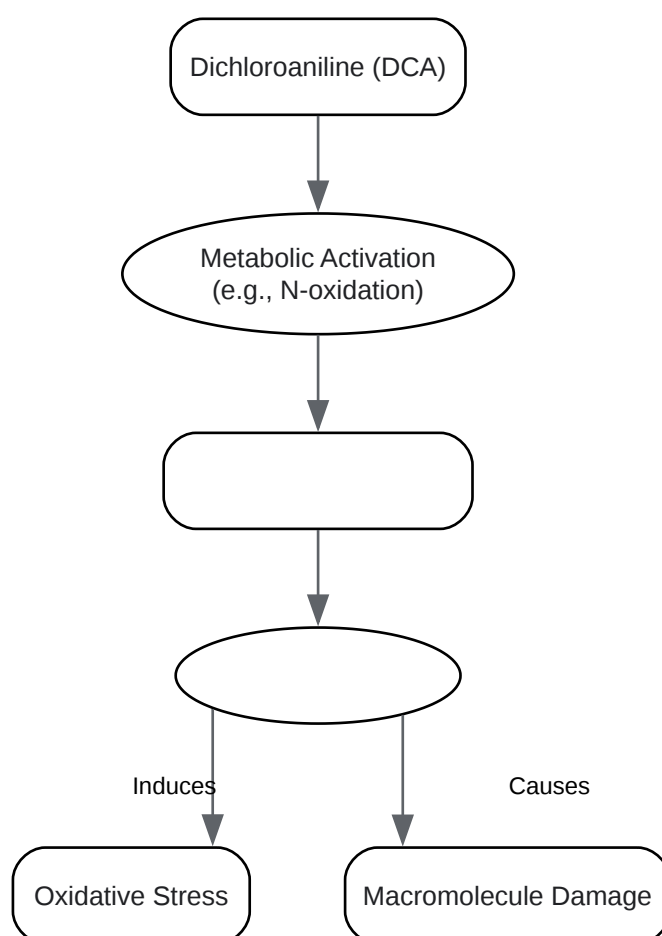 Dichloroaniline (DCA)
Metabolic Activation
(e.g., N-oxidation)
Induces
Causes
Oxidative Stress
Macromolecule Damage